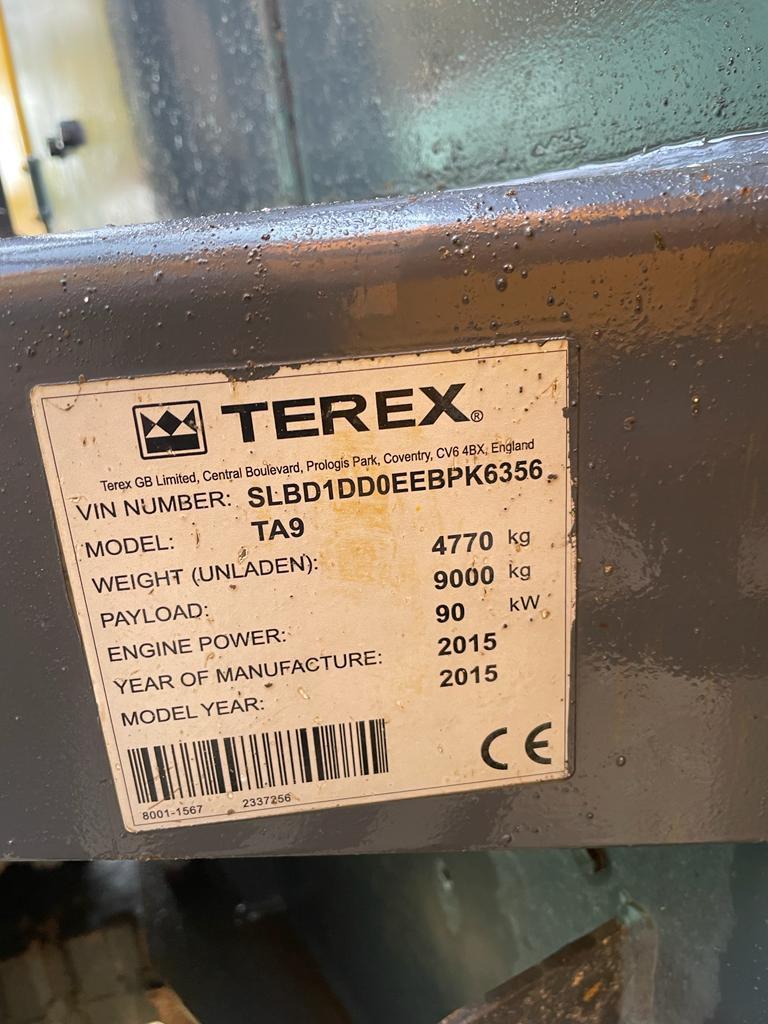 TEREX®
Terex GB Limited, Central Boulevard, Prologis Park, Coventry, CV6 4BX, England
VIN NUMBER: SLBD1DD0EEBPK6356
MODEL: TA9
WEIGHT (UNLADEN): 4770 kg
PAYLOAD: 9000 kg
ENGINE POWER: 90 kW
YEAR OF MANUFACTURE: 2015
MODEL YEAR: 2015
8001-1567 2337256
CE